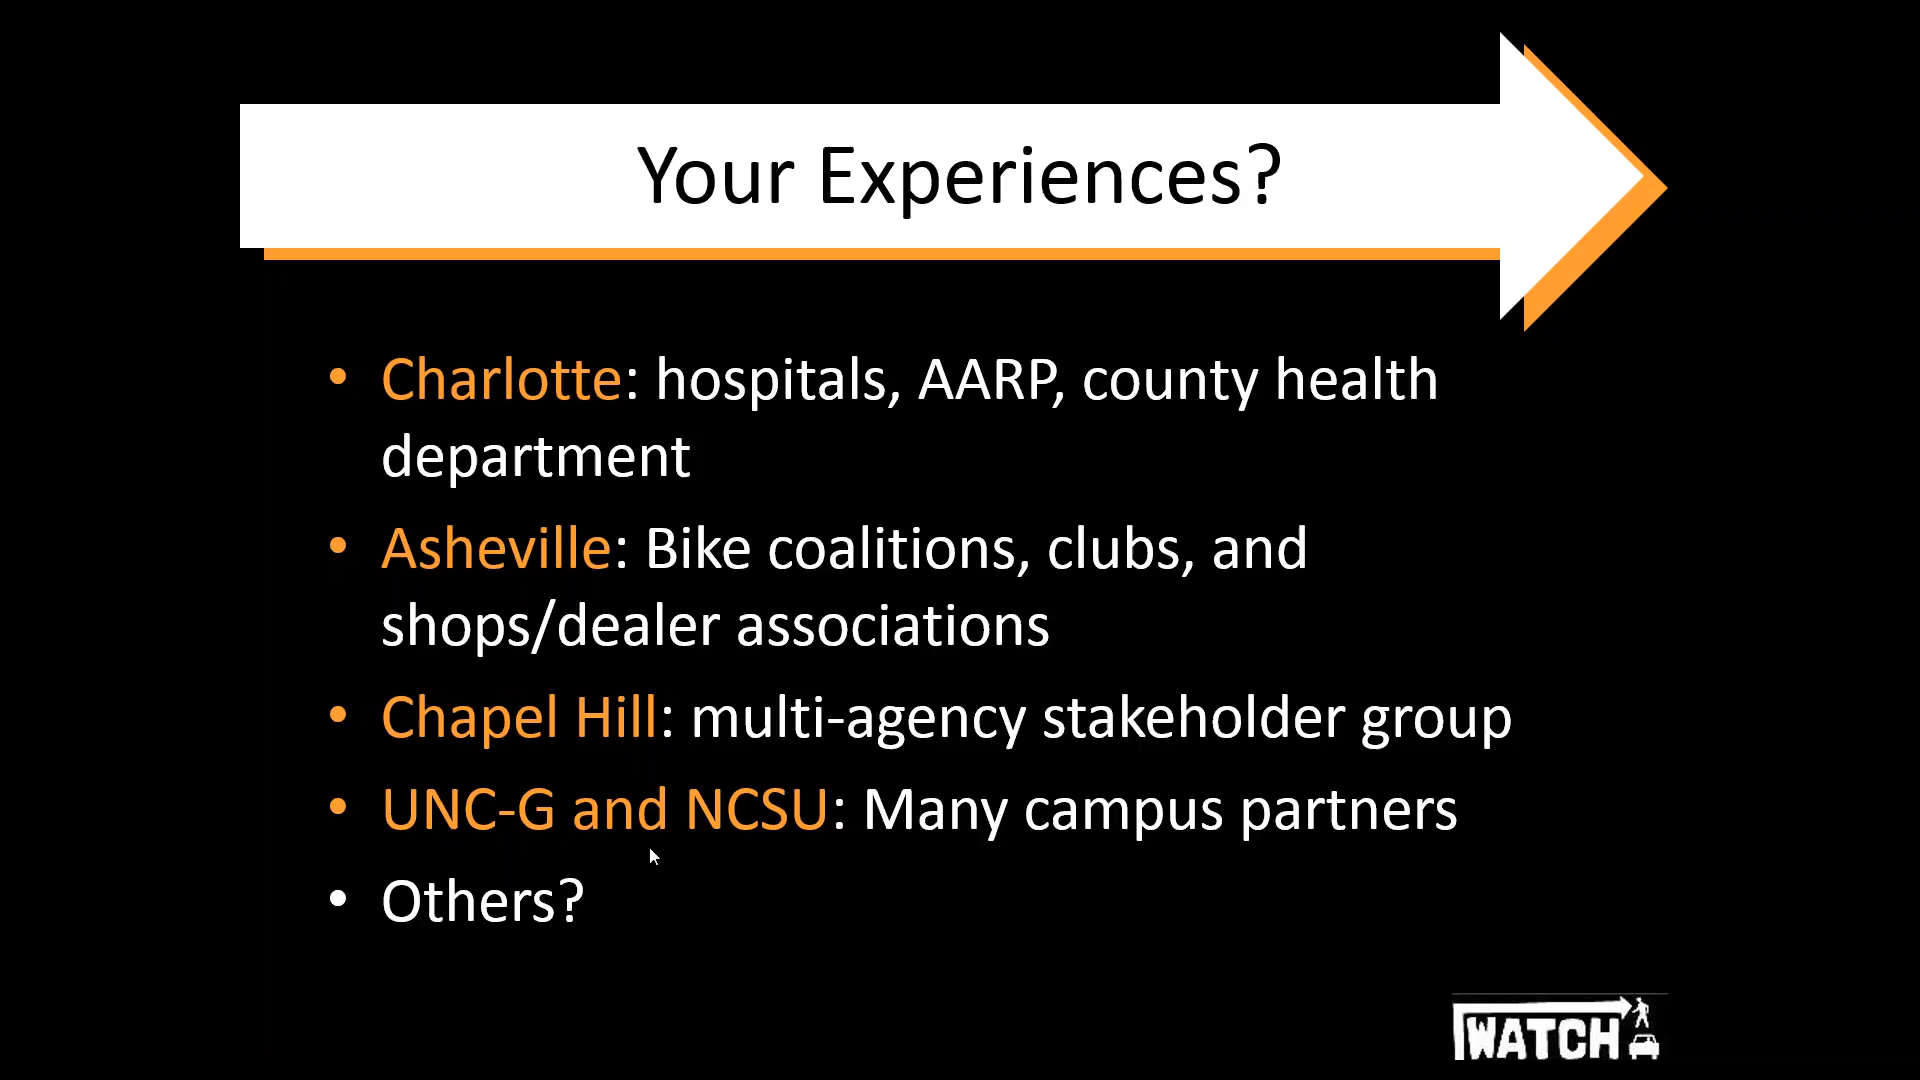 Your Experiences?
• Charlotte: hospitals, AARP, county health
department
• Asheville: Bike coalitions, clubs, and
shops/dealer associations
• Chapel Hill: multi-agency stakeholder group
• UNC-G and NCSU: Many campus partners
• Others?
WATCH